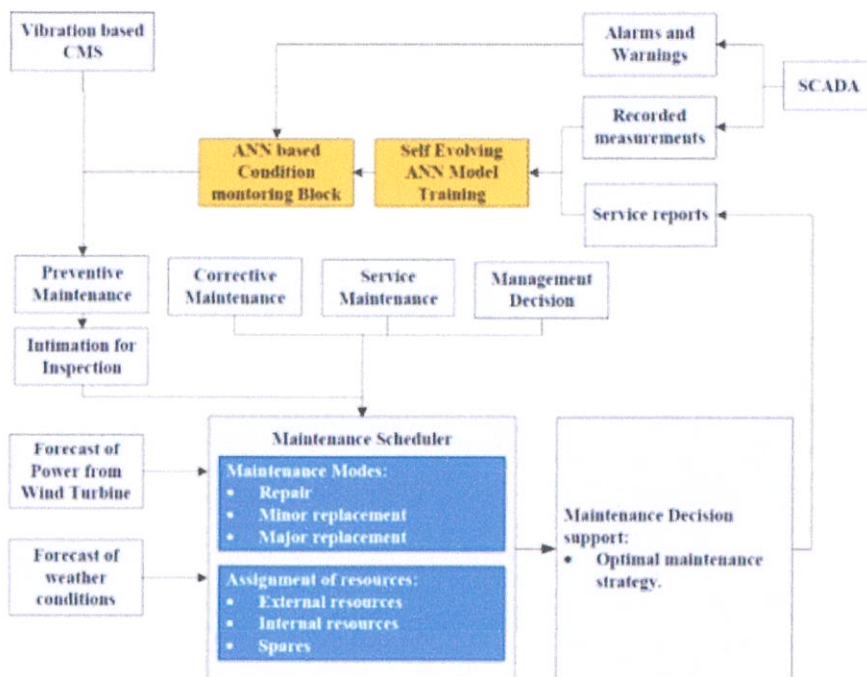 Vibration based
CMS
Alarms and
Warnings
SCADA
Recorded
measurements
ANN based
Condition
montoring Block
Self Evolving
ANN Model
Training
Service reports
Preventive
Maintenance
Corrective
Maintenance
Service
Maintenance
Management
Decision
Intimation for
Inspection
Maintenance Scheduler
Forecast of
Power from
Wind Turbine
Maintenance Modes:
• Repair
• Minor replacement
• Major replacement
Maintenance Decision
support:
• Optimal maintenance
strategy.
Forecast of
weather
conditions
Assignment of resources:
• External resources
• Internal resources
• Spares